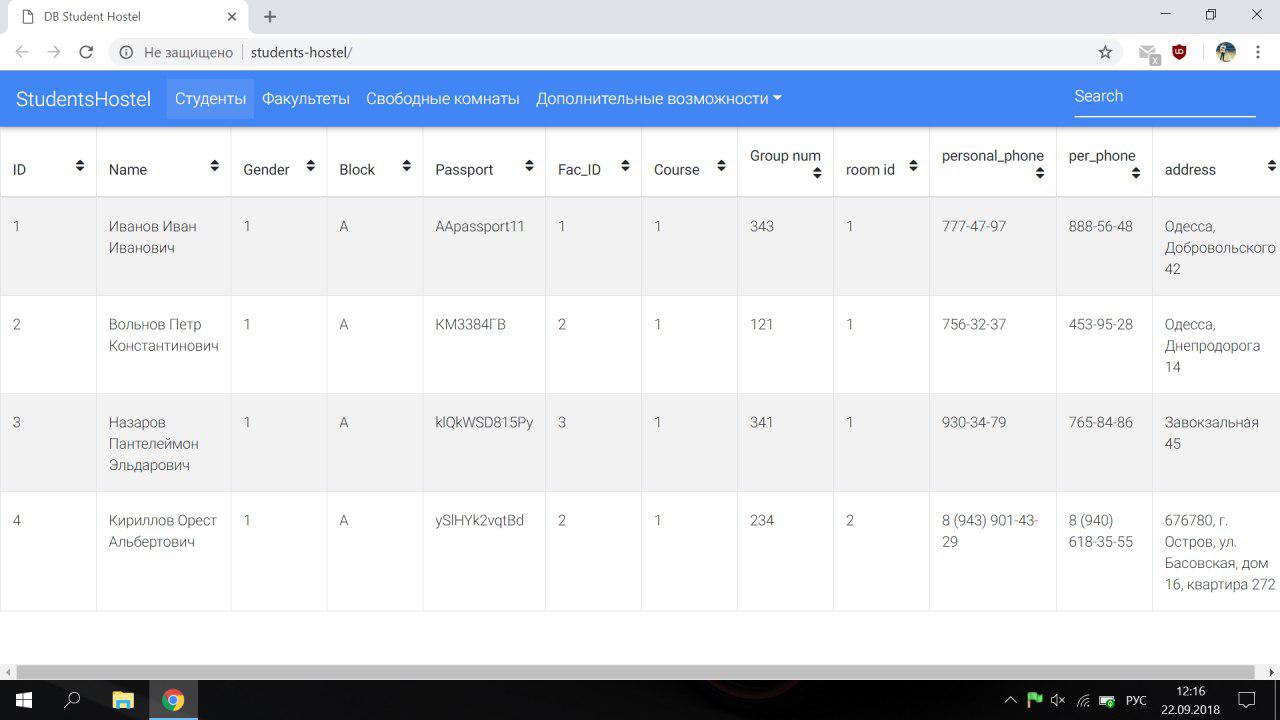 DB Student Hostel
Не защищено students-hostel/
StudentsHostel Студенты Факультеты Свободные комнаты Дополнительные возможности Search
ID Name Gender Block Passport Fac_ID Course Group num room id personal_phone per_phone address
1 Иванов Иван 1 A AApassport11 1 1 343 1 777-47-97 888-56-48 Одесса,
Иванович Добровольского
42
2 Вольнов Петр 1 A КМ3384ГВ 2 1 121 1 756-32-37 453-95-28 Одесса,
Константинович Днепродорога
14
3 Назаров 1 A klQkWSD815Py 3 1 341 1 930-34-79 765-84-86 Завокзальная
Пантелеймон 45
Эльдарович
4 Кириллов Орест 1 A ySlHYk2vqtBd 2 1 234 2 8 (943) 901-43- 8 (940) 676780, г.
Альбертович 29 618-35-55 Остров, ул.
Басовская, дом
16, квартира 272
РУС 12:16
22.09.2018